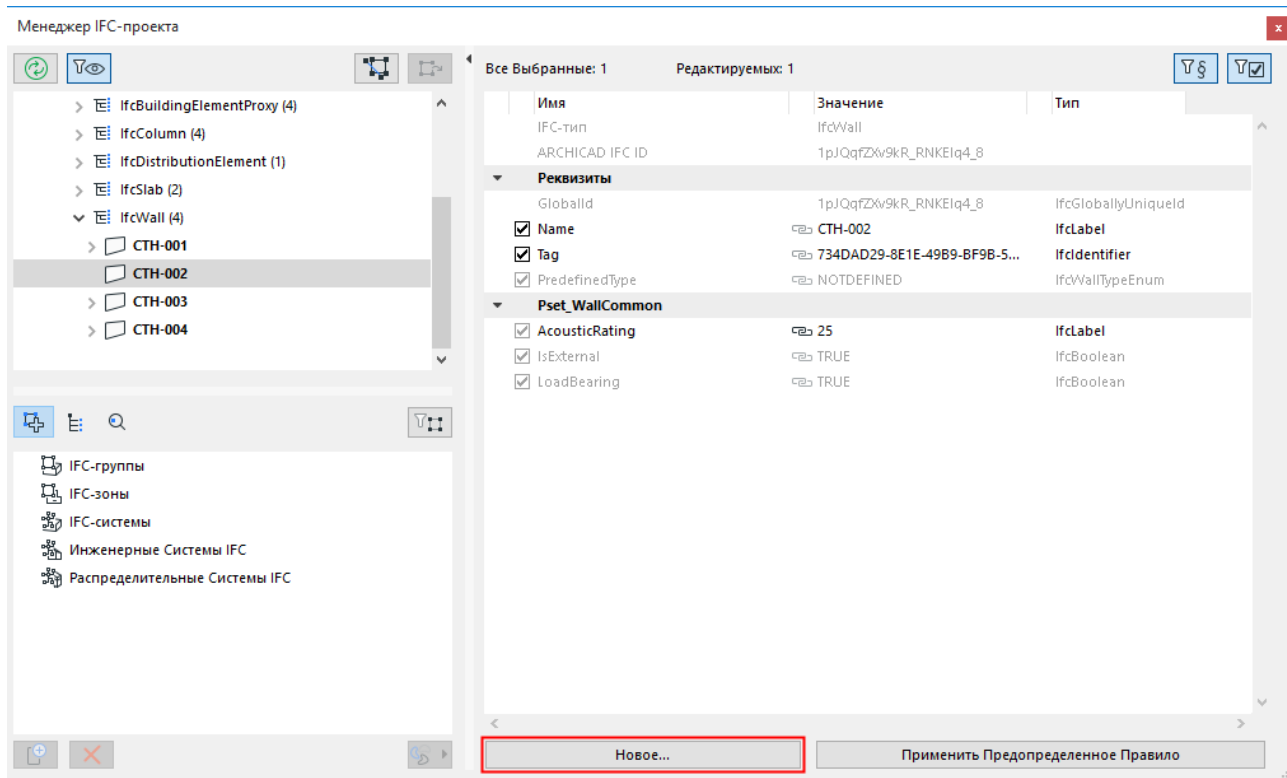 Менеджер IFC-проекта
Все Выбранные: 1 Редактируемых: 1
IfcBuildingElementProxy (4)
IfcColumn (4)
IfcDistributionElement (1)
IfcSlab (2)
IfcWall (4)
СТН-001
СТН-002
СТН-003
СТН-004
IFC-группы
IFC-зоны
IFC-системы
Инженерные Системы IFC
Распределительные Системы IFC
Имя Значение Тип
IFC-тип IfcWall
ARCHICAD IFC ID 1pJQqfZXv9kR_RNKEIq4_8
Реквизиты
GlobalId 1pJQqfZXv9kR_RNKEIq4_8 IfcGloballyUniqueId
Name СТН-002 IfcLabel
Tag 734DAD29-8E1E-49B9-BF9B-5... IfcIdentifier
PredefinedType NOTDEFINED IfcWallTypeEnum
Pset_WallCommon
AcousticRating 25 IfcLabel
IsExternal TRUE IfcBoolean
LoadBearing TRUE IfcBoolean
Новое... Применить Предопределенное Правило